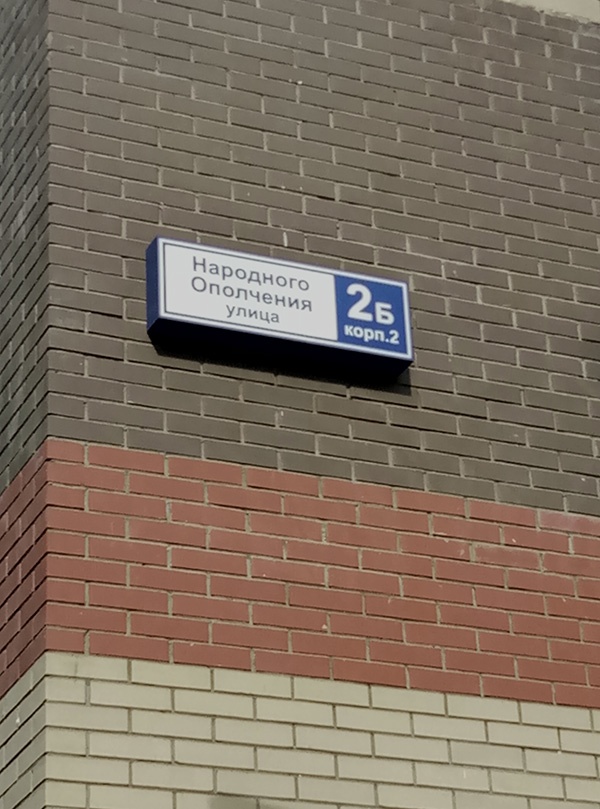 Народного
Ополчения
улица
2Б
корп.2